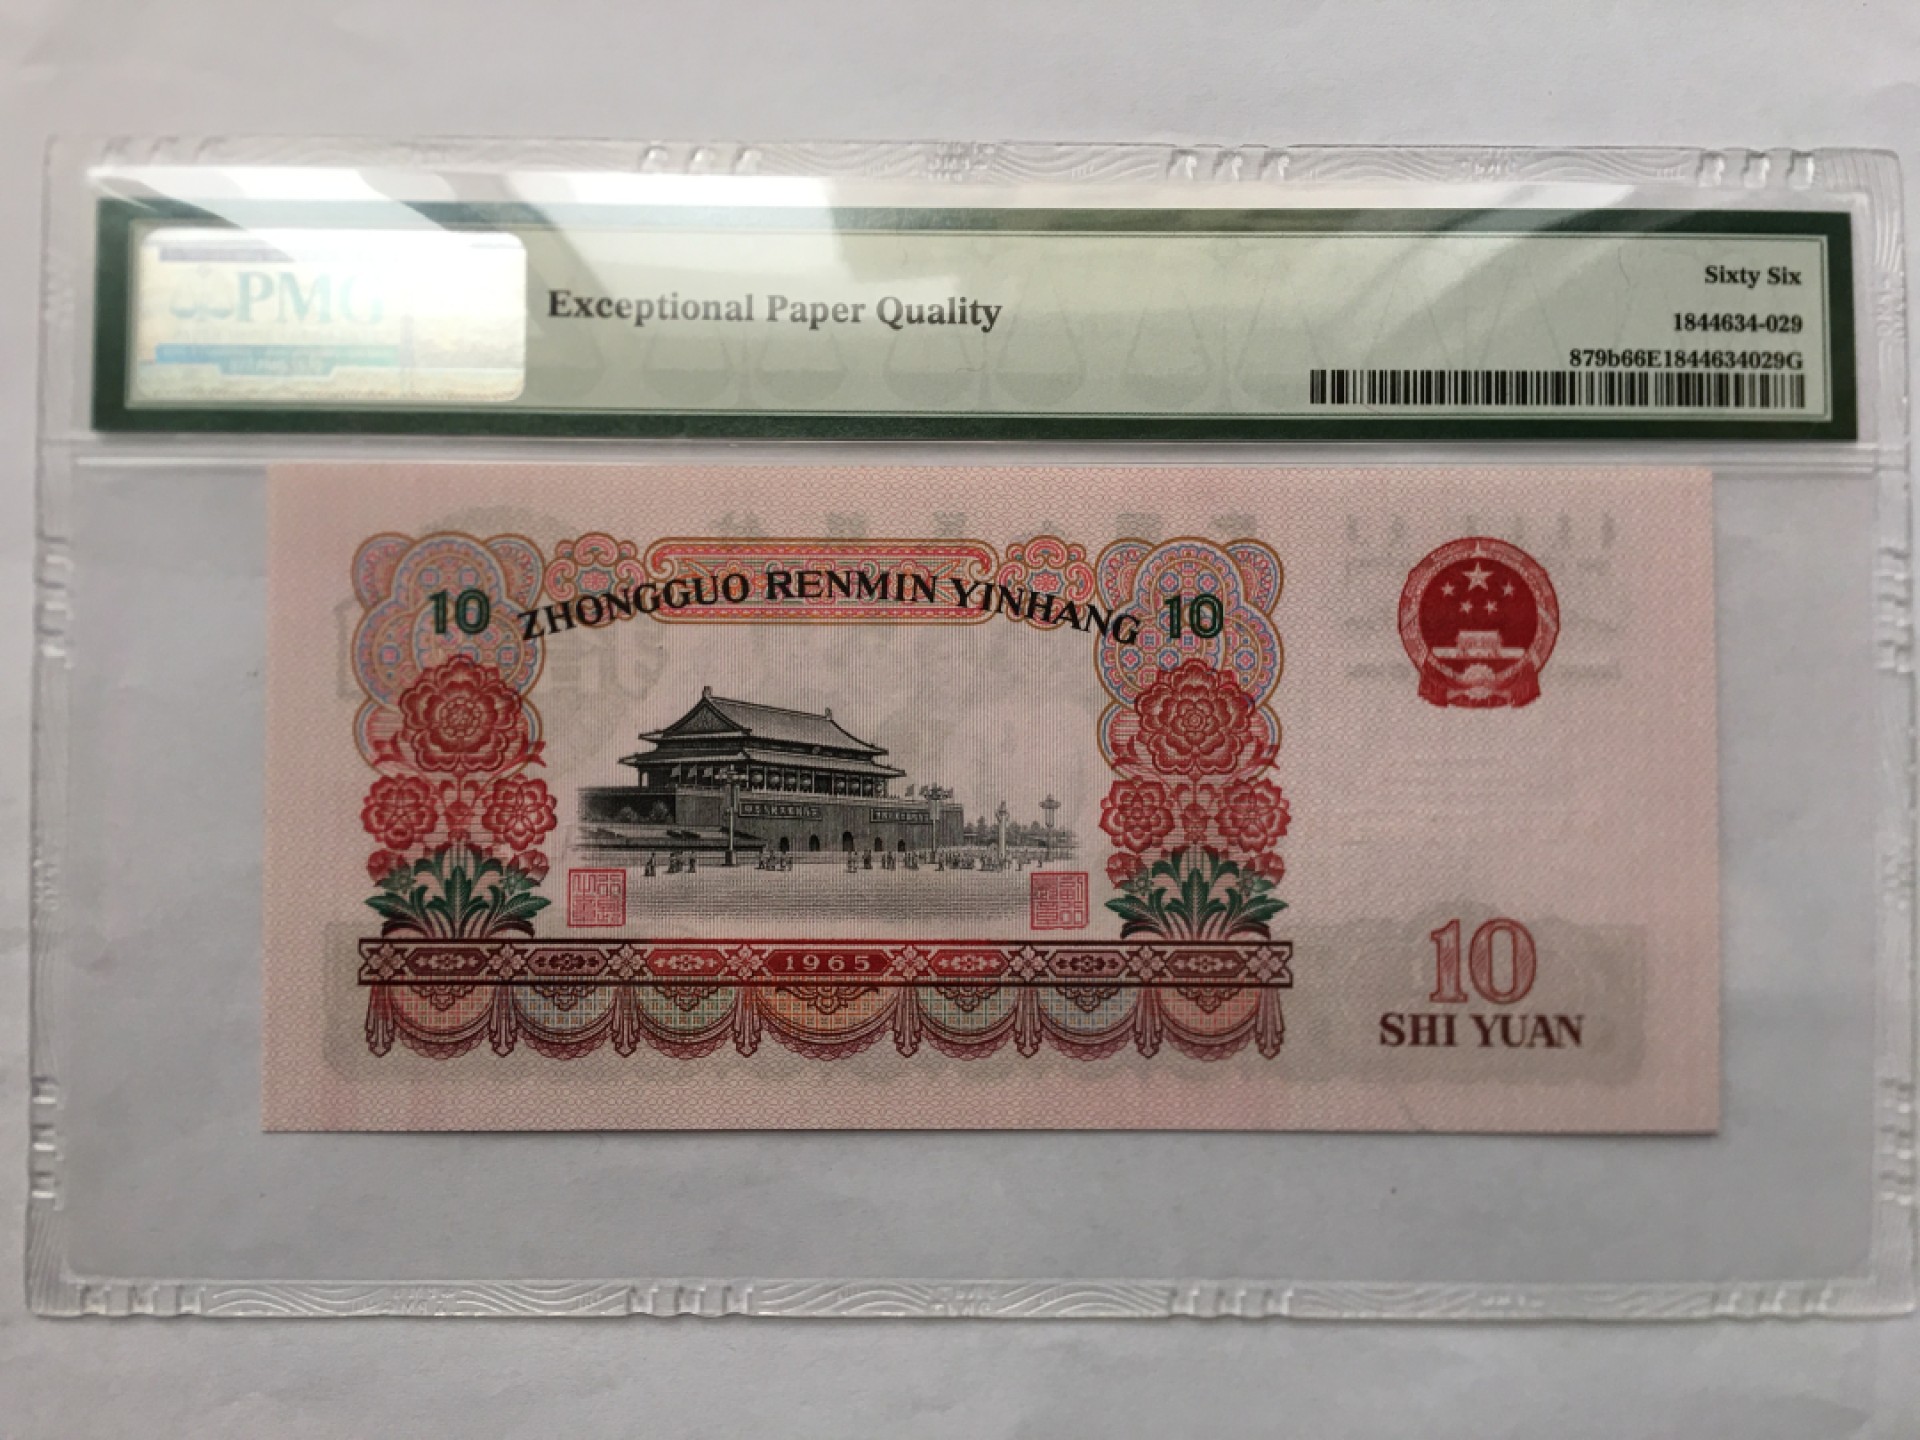 PMG
Exceptional Paper Quality
Sixty Six
1844634-029
879b66E1844634029G
10 ZHONGGUO RENMIN YINHANG 10
1965
10
SHI YUAN